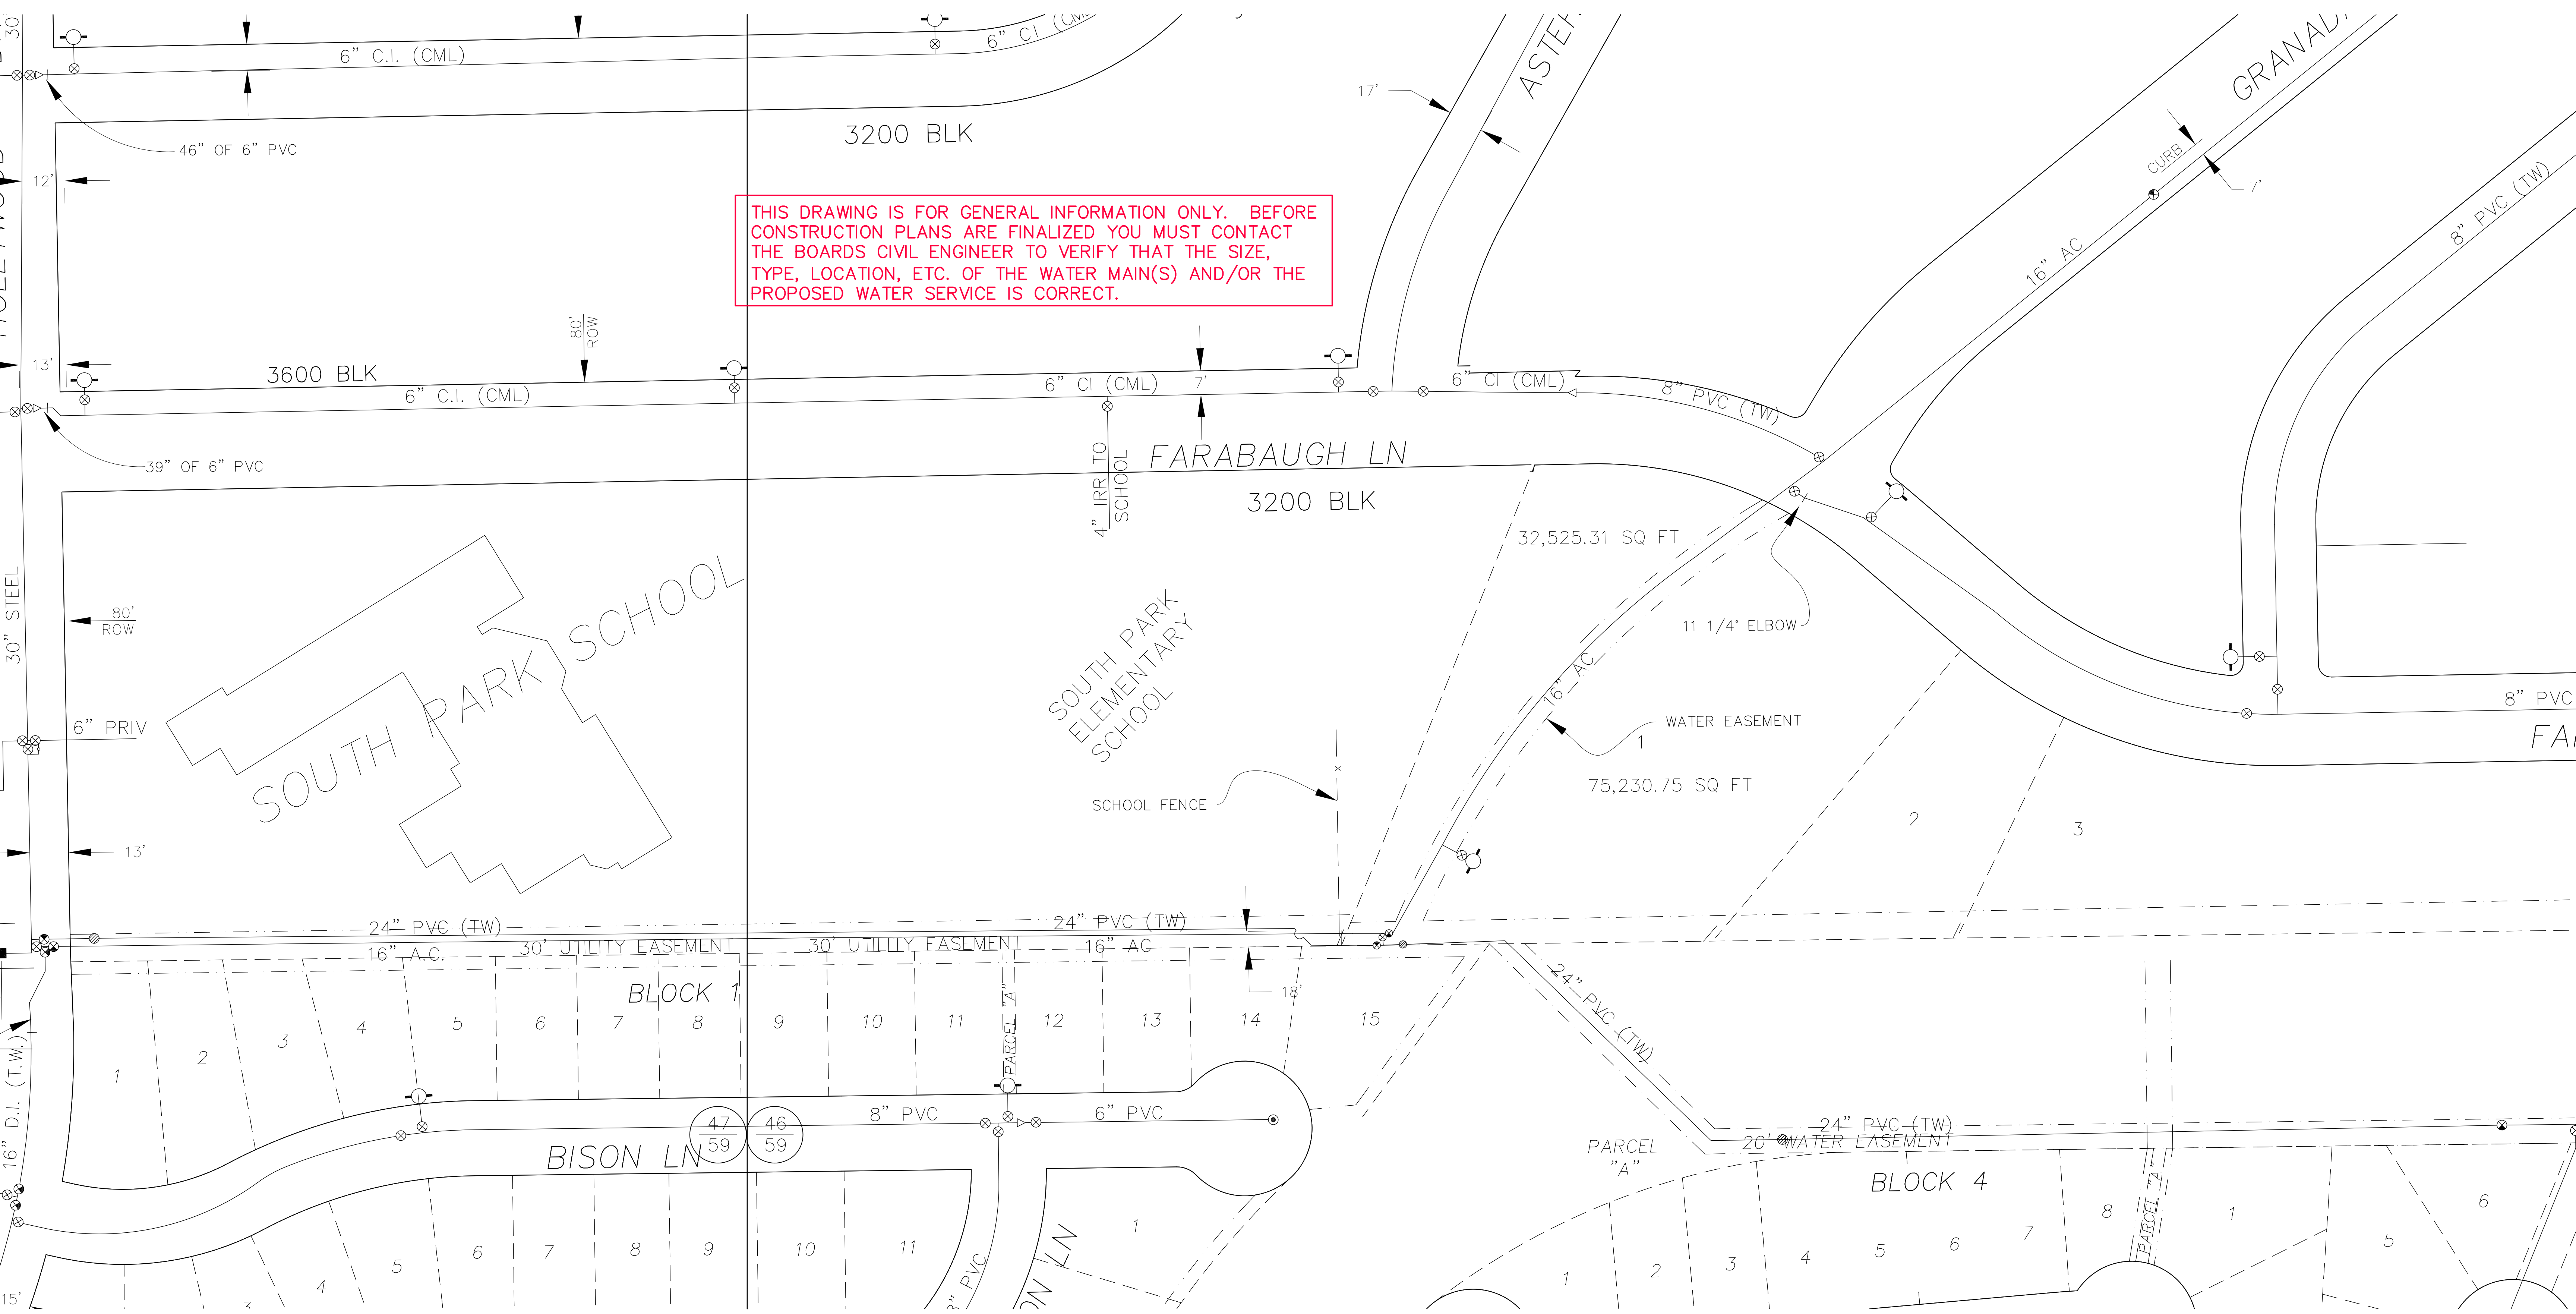 30
6” C.I. (CML)
6” CI (CML)
ASTER
GRANADA
17'
3200 BLK
46” OF 6” PVC
12'
CURB
7'
8” PVC (TW)
16” AC
THIS DRAWING IS FOR GENERAL INFORMATION ONLY. BEFORE
CONSTRUCTION PLANS ARE FINALIZED YOU MUST CONTACT
THE BOARDS CIVIL ENGINEER TO VERIFY THAT THE SIZE,
TYPE, LOCATION, ETC. OF THE WATER MAIN(S) AND/OR THE
PROPOSED WATER SERVICE IS CORRECT.
80'
ROW
13'
3600 BLK
6” C.I. (CML)
6” CI (CML)
7'
6” CI (CML)
8” PVC (TW)
39” OF 6” PVC
4” IRR TO
SCHOOL
FARABAUGH LN
3200 BLK
32,525.31 SQ FT
30” STEEL
80'
ROW
SOUTH PARK SCHOOL
SOUTH PARK
ELEMENTARY
SCHOOL
11 1/4° ELBOW
16” AC
WATER EASEMENT
1
75,230.75 SQ FT
6” PRIV
8” PVC
FA
SCHOOL FENCE
2
3
13'
24” PVC (TW)
24” PVC (TW)
16” A.C.
30' UTILITY EASEMENT
30' UTILITY EASEMENT
16” AC
18'
24” PVC (TW)
BLOCK 1
1
2
3
4
5
6
7
8
9
10
11
PARCEL "A"
12
13
14
15
16” D.I. (T.W.)
8” PVC
6” PVC
47
59
46
59
BISON LN
24” PVC (TW)
20' WATER EASEMENT
PARCEL
"A"
BLOCK 4
3
4
5
6
7
8
9
10
11
8” PVC
ON LN
1
1
2
3
4
5
6
7
8
PARCEL "A"
1
5
6
15'